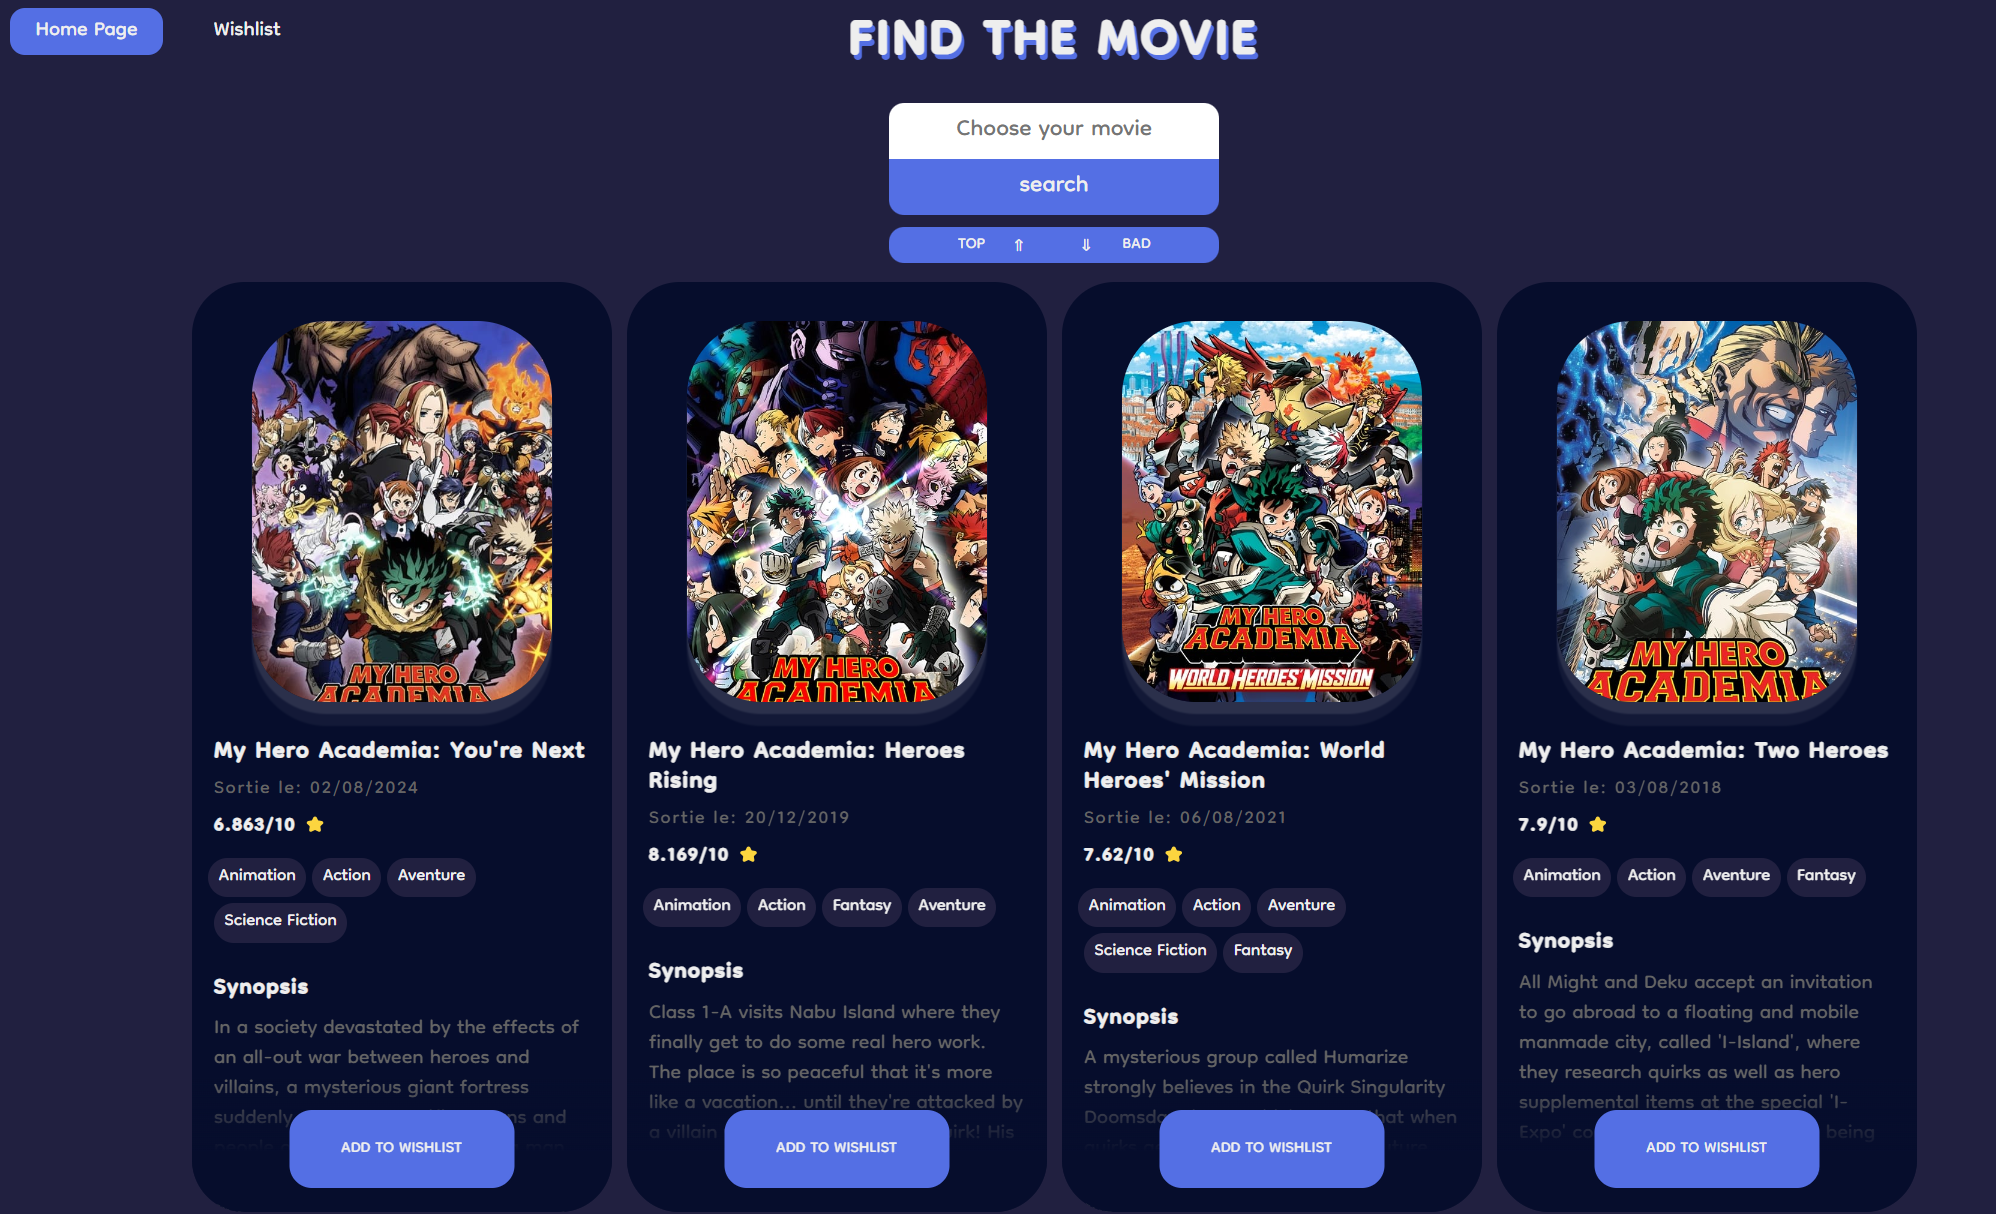 Home Page
Wishlist
FIND THE MOVIE
Choose your movie
search
TOP ⇑ ⇓ BAD
MY HERO
ACADEMIA
My Hero Academia: You're Next
Sortie le: 02/08/2024
6.863/10
Animation Action Aventure
Science Fiction
Synopsis
In a society devastated by the effects of
an all-out war between heroes and
villains, a mysterious giant fortress
suddenly ns and
people map
ADD TO WISHLIST
MY HERO
ACADEMIA
My Hero Academia: Heroes
Rising
Sortie le: 20/12/2019
8.169/10
Animation Action Fantasy Aventure
Synopsis
Class 1-A visits Nabu Island where they
finally get to do some real hero work.
The place is so peaceful that it's more
like a vacation... until they're attacked by
a villain irk! His
ADD TO WISHLIST
MY HERO
ACADEMIA
WORLD HEROES' MISSION
My Hero Academia: World
Heroes' Mission
Sortie le: 06/08/2021
7.62/10
Animation Action Aventure
Science Fiction Fantasy
Synopsis
A mysterious group called Humarize
strongly believes in the Quirk Singularity
Doomsda hat when
quirks
ADD TO WISHLIST
MY HERO
ACADEMIA
My Hero Academia: Two Heroes
Sortie le: 03/08/2018
7.9/10
Animation Action Aventure Fantasy
Synopsis
All Might and Deku accept an invitation
to go abroad to a floating and mobile
manmade city, called 'I-Island', where
they research quirks as well as hero
supplemental items at the special 'I-
Expo' co being
ADD TO WISHLIST